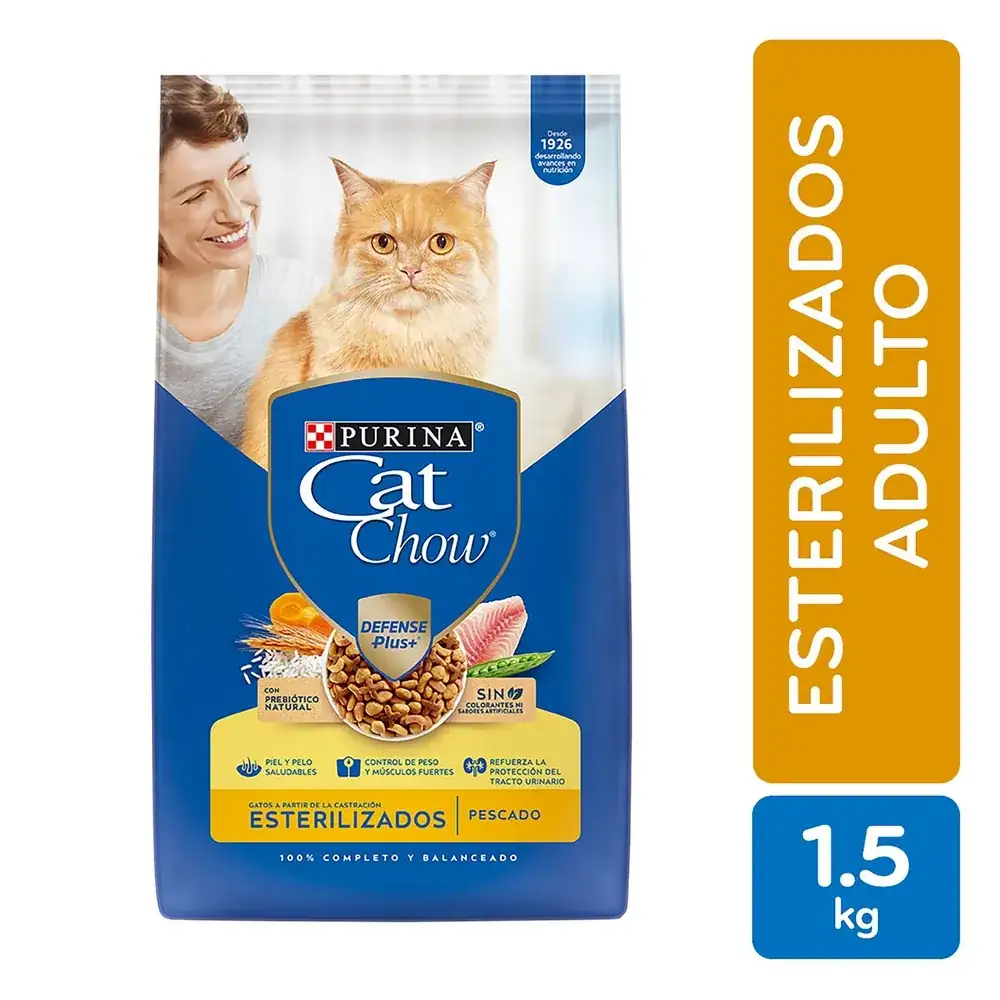 Desde
1926
desarrollando
avances en
nutrición
PURINA®
Cat
Chow®
DEFENSE
Plus+
CON
PREBIÓTICO
NATURAL
SIN
COLORANTES NI
SABORES ARTIFICIALES
PIEL Y PELO
SALUDABLES
CONTROL DE PESO
Y MÚSCULOS FUERTES
REFUERZA LA
PROTECCIÓN DEL
TRACTO URINARIO
GATOS A PARTIR DE LA CASTRACIÓN
ESTERILIZADOS
PESCADO
100% COMPLETO Y BALANCEADO
ESTERILIZADOS
ADULTO
1.5
kg